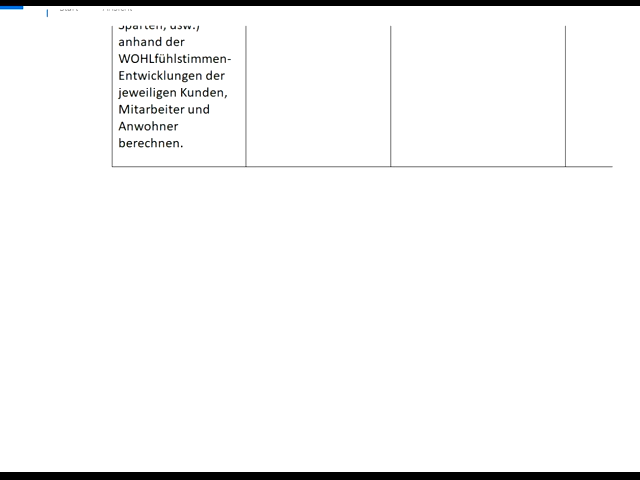 Sparten, usw.)
anhand der
WOHLfühlstimmen-
Entwicklungen der
jeweiligen Kunden,
Mitarbeiter und
Anwohner
berechnen.